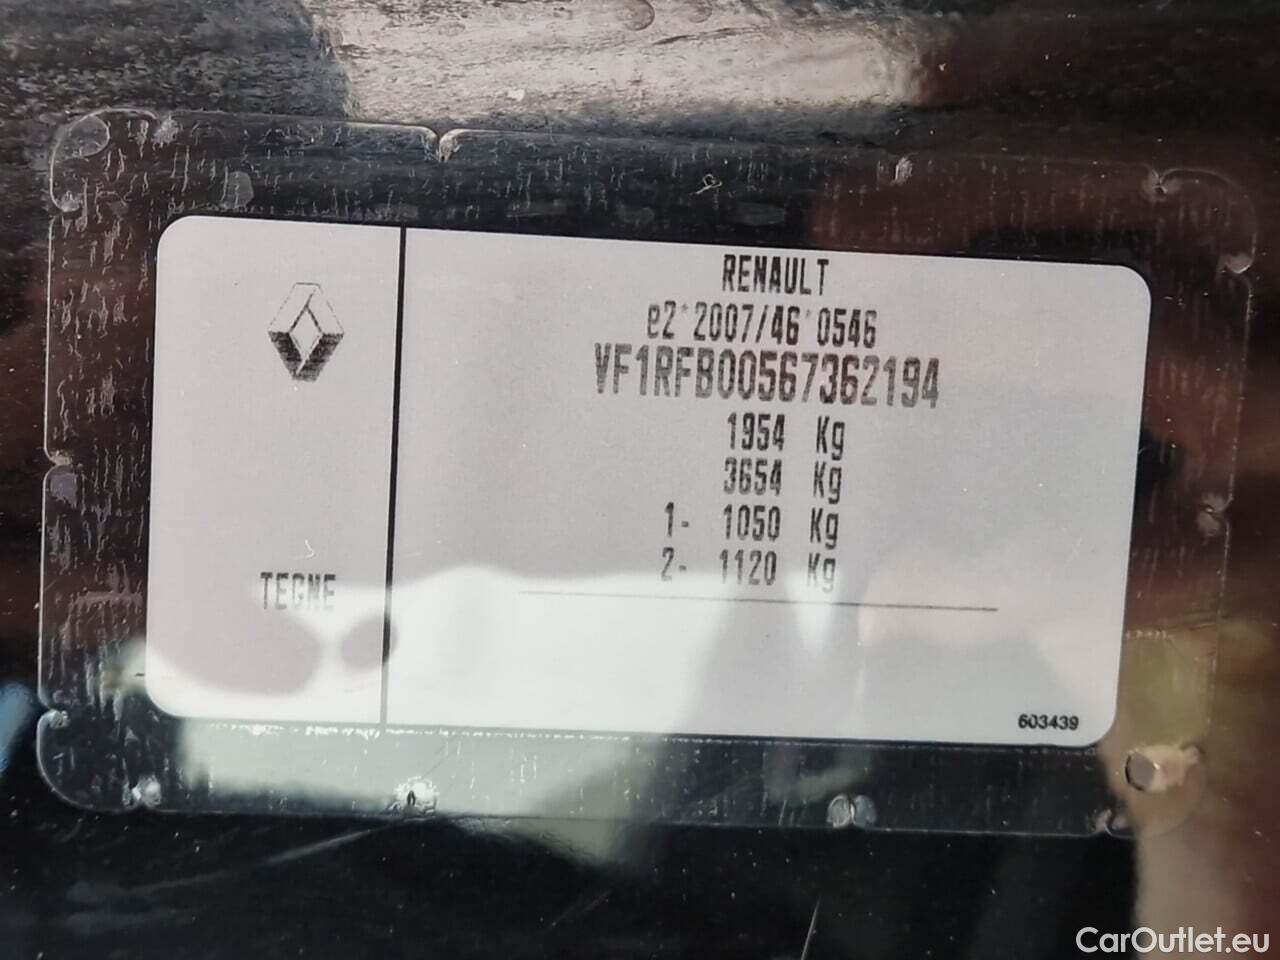 RENAULT
e2*2007/46*0546
VF1RFB00567362194
1954 Kg
3654 Kg
1- 1050 Kg
2- 1120 Kg
TEGNE
603439
CarOutlet.eu